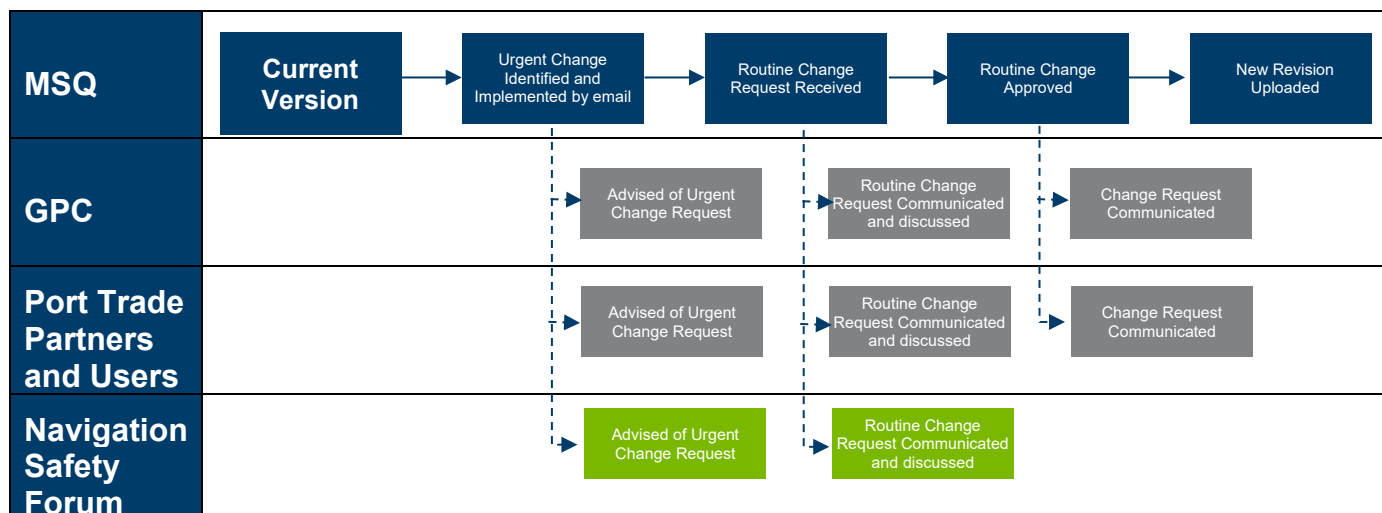 MSQ
Current
Version
Urgent Change
Identified and
Implemented by email
Routine Change
Request Received
Routine Change
Approved
New Revision
Uploaded
GPC
Advised of Urgent
Change Request
Routine Change
Request Communicated
and discussed
Change Request
Communicated
Port Trade
Partners
and Users
Advised of Urgent
Change Request
Routine Change
Request Communicated
and discussed
Change Request
Communicated
Navigation
Safety
Forum
Advised of Urgent
Change Request
Routine Change
Request Communicated
and discussed